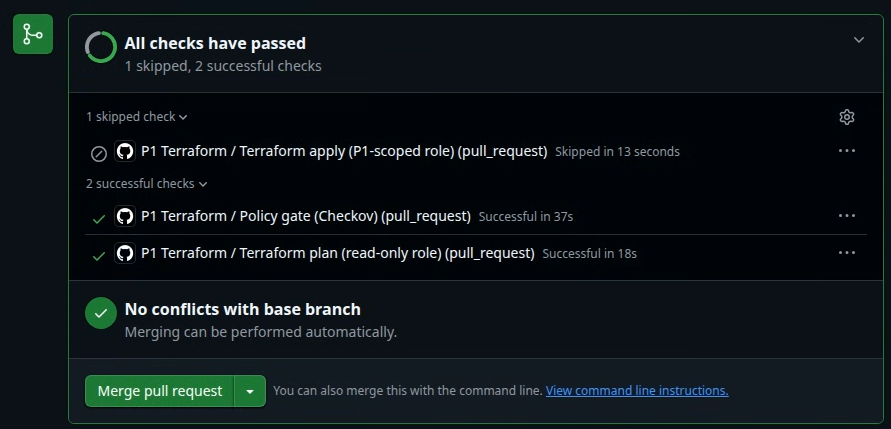 All checks have passed
1 skipped, 2 successful checks
1 skipped check
P1 Terraform / Terraform apply (P1-scoped role) (pull_request) Skipped in 13 seconds
2 successful checks
P1 Terraform / Policy gate (Checkov) (pull_request) Successful in 37s
P1 Terraform / Terraform plan (read-only role) (pull_request) Successful in 18s
No conflicts with base branch
Merging can be performed automatically.
Merge pull request You can also merge this with the command line. View command line instructions.